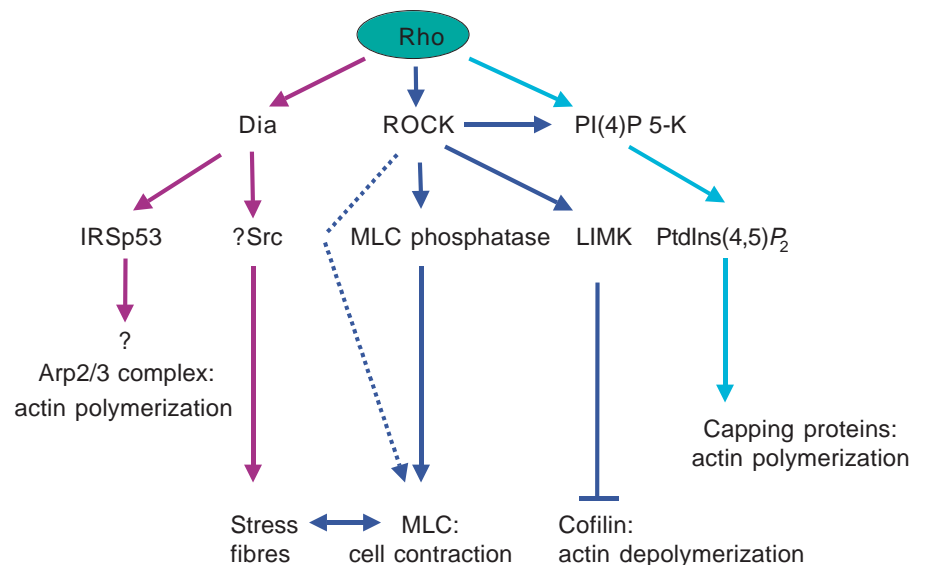 Rho
Dia
ROCK
PI(4)P 5-K
IRSp53
?Src
MLC phosphatase
LIMK
PtdIns(4,5)P2
?
Arp2/3 complex:
actin polymerization
Capping proteins:
actin polymerization
Stress
fibres
MLC:
cell contraction
Cofilin:
actin depolymerization